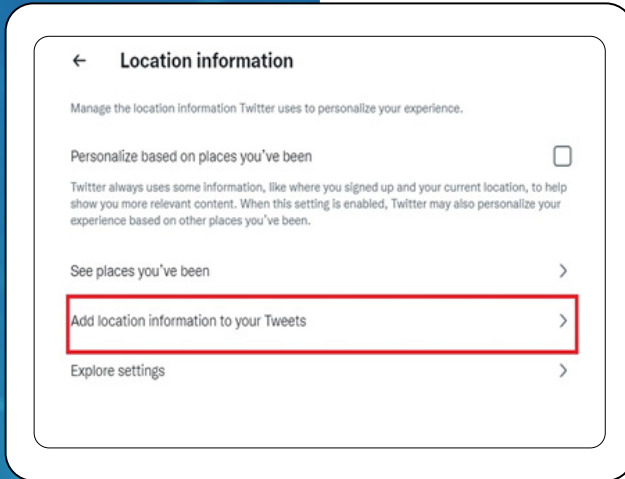 Location information
Manage the location information Twitter uses to personalize your experience.
Personalize based on places you've been
Twitter always uses some information, like where you signed up and your current location, to help
show you more relevant content. When this setting is enabled, Twitter may also personalize your
experience based on other places you've been.
See places you've been
Add location information to your Tweets
Explore settings